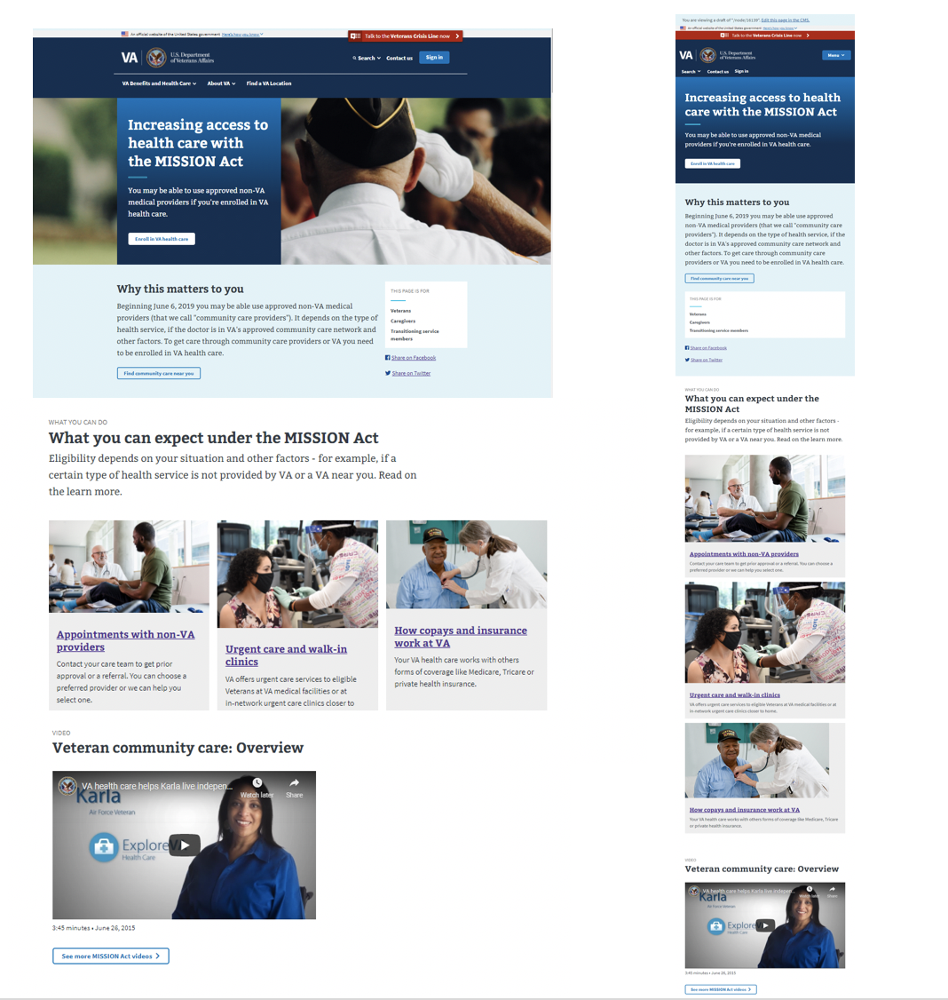 An official website of the United States government Here's how you know
Talk to the Veterans Crisis Line now
VA
U.S. Department
of Veterans Affairs
Search Contact us Sign in
VA Benefits and Health Care About VA Find a VA Location
Increasing access to
health care with
the MISSION Act
You may be able to use approved non-VA
medical providers if you're enrolled in VA
health care.
Enroll in VA health care
Why this matters to you
Beginning June 6, 2019 you may be able use approved non-VA medical
providers (that we call "community care providers"). It depends on the type of
health service, if the doctor is in VA's approved community care network and
other factors. To get care through community care providers or VA you need
to be enrolled in VA health care.
Find community care near you
THIS PAGE IS FOR
Veterans
Caregivers
Transitioning service
members
Share on Facebook
Share on Twitter
WHAT YOU CAN DO
What you can expect under the MISSION Act
Eligibility depends on your situation and other factors - for example, if a
certain type of health service is not provided by VA or a VA near you. Read on
the learn more.
Appointments with non-VA
providers
Contact your care team to get prior
approval or a referral. You can choose a
preferred provider or we can help you
select one.
Urgent care and walk-in
clinics
VA offers urgent care services to eligible
Veterans at VA medical facilities or at
in-network urgent care clinics closer to
How copays and insurance
work at VA
Your VA health care works with others
forms of coverage like Medicare, Tricare or
private health insurance.
VIDEO
Veteran community care: Overview
VA health care helps Karla live indepen...
Watch later Share
Karla
Air Force Veteran
Explore
Health Care
3:45 minutes • June 26, 2015
See more MISSION Act videos
You are viewing a draft of "/node/16139". Edit this page in the CMS.
An official website of the United States government Here's how you know
Talk to the Veterans Crisis Line now
VA
U.S. Department
of Veterans Affairs
Menu
Search Contact us Sign in
Increasing access to health
care with the MISSION Act
You may be able to use approved non-VA medical
providers if you're enrolled in VA health care.
Enroll in VA health care
Why this matters to you
Beginning June 6, 2019 you may be able use approved
non-VA medical providers (that we call "community care
providers"). It depends on the type of health service, if the
doctor is in VA's approved community care network and
other factors. To get care through community care
providers or VA you need to be enrolled in VA health care.
Find community care near you
THIS PAGE IS FOR
Veterans
Caregivers
Transitioning service members
Share on Facebook
Share on Twitter
WHAT YOU CAN DO
What you can expect under the
MISSION Act
Eligibility depends on your situation and other factors -
for example, if a certain type of health service is not
provided by VA or a VA near you. Read on the learn more.
Appointments with non-VA providers
Contact your care team to get prior approval or a referral. You can choose a
preferred provider or we can help you select one.
Urgent care and walk-in clinics
VA offers urgent care services to eligible Veterans at VA medical facilities or at
in-network urgent care clinics closer to home.
How copays and insurance work at VA
Your VA health care works with others forms of coverage like Medicare, Tricare
or private health insurance.
VIDEO
Veteran community care: Overview
VA health care helps Karla live indepen...
Watch later Share
Karla
Air Force Veteran
Explore
Health Care
3:45 minutes • June 26, 2015
See more MISSION Act videos